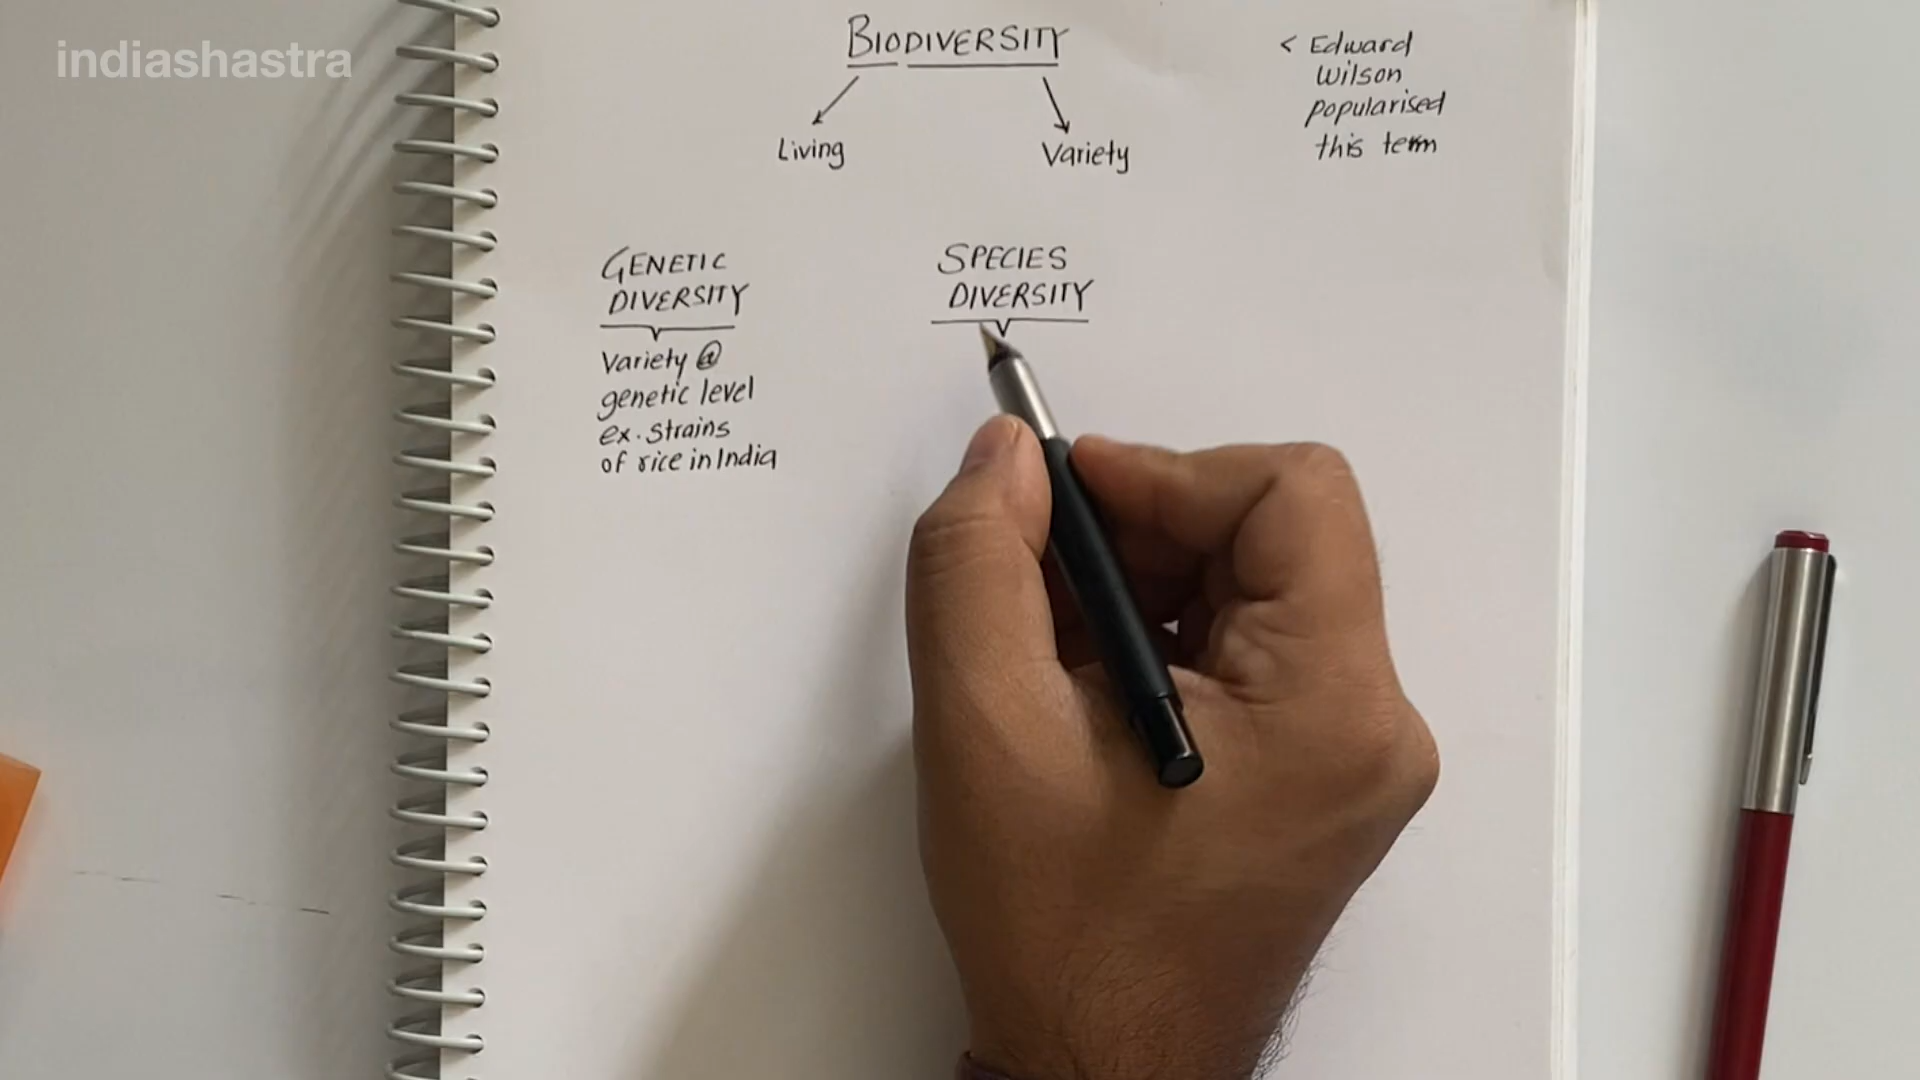 indiashastra
BIODIVERSITY
Living
Variety
< Edward
Wilson
popularised
this term
GENETIC
DIVERSITY
Variety @
genetic level
ex. strains
of rice in India
SPECIES
DIVERSITY